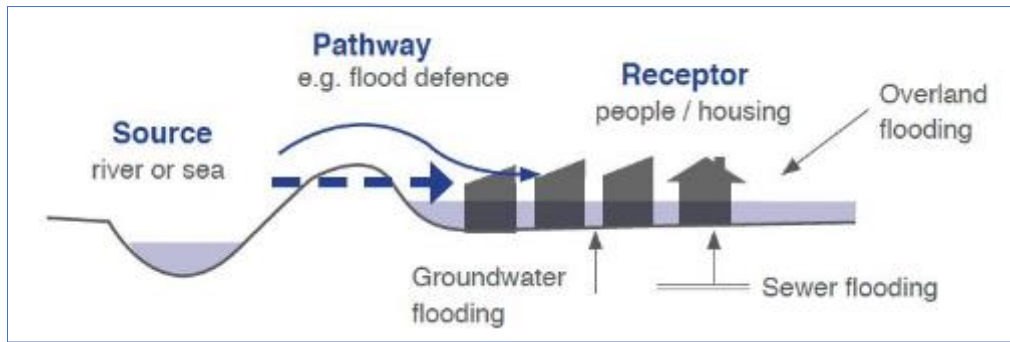 Pathway
e.g. flood defence
Receptor
people / housing
Overland
flooding
Source
river or sea
Groundwater
flooding
Sewer flooding